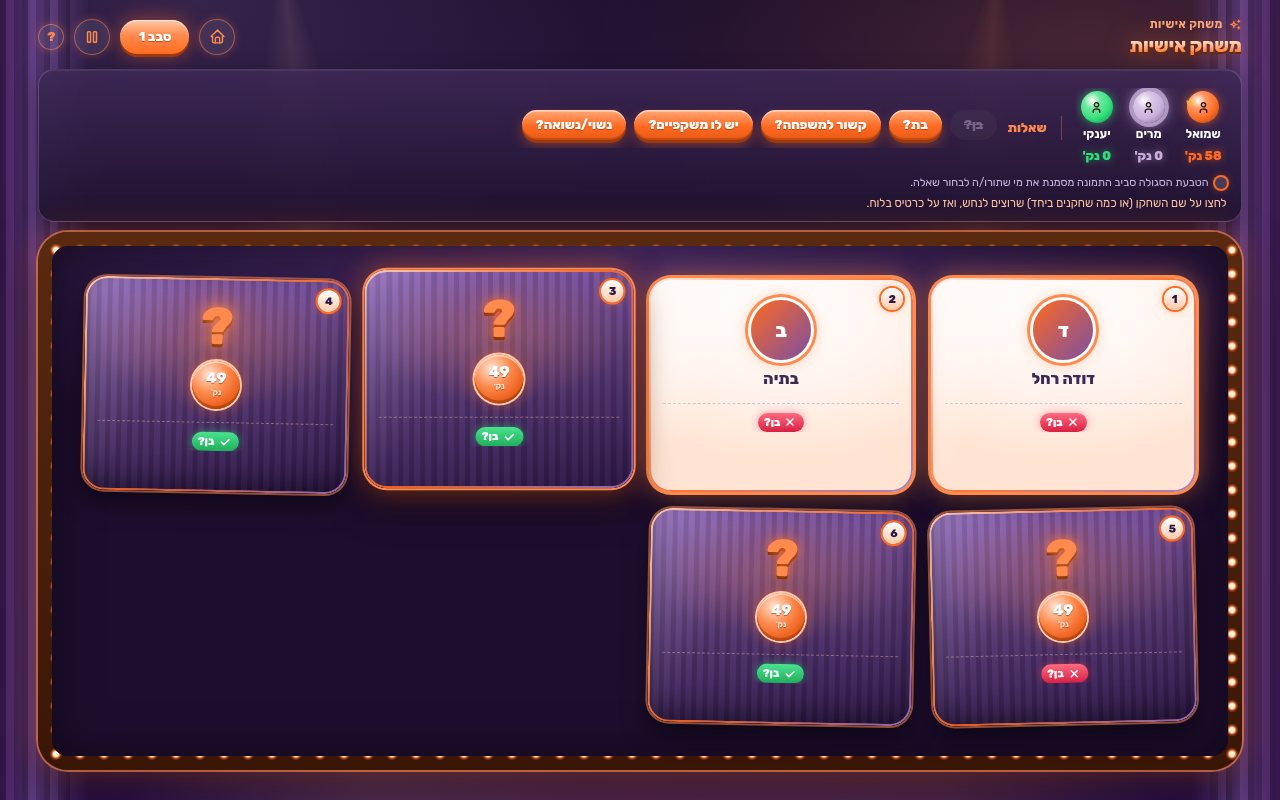 משחק אישיות
משחק אישיות
סבב 1
?
שמואל
58 נק'
מרים
0 נק'
יענקי
0 נק'
שאלות
בן?
בת?
קשור למשפחה?
יש לו משקפיים?
נשוי/נשואה?
הטבעת הסגולה סביב התמונה מסמנת את מי שתורו/ה לבחור שאלה.
לחצו על שם השחקן (או כמה שחקנים ביחד) שרוצים לנחש, ואז על כרטיס בלוח.
1
ד
דודה רחל
בן?
2
ב
בתיה
בן?
3
?
49
נק'
בן?
4
?
49
נק'
בן?
5
?
49
נק'
בן?
6
?
49
נק'
בן?